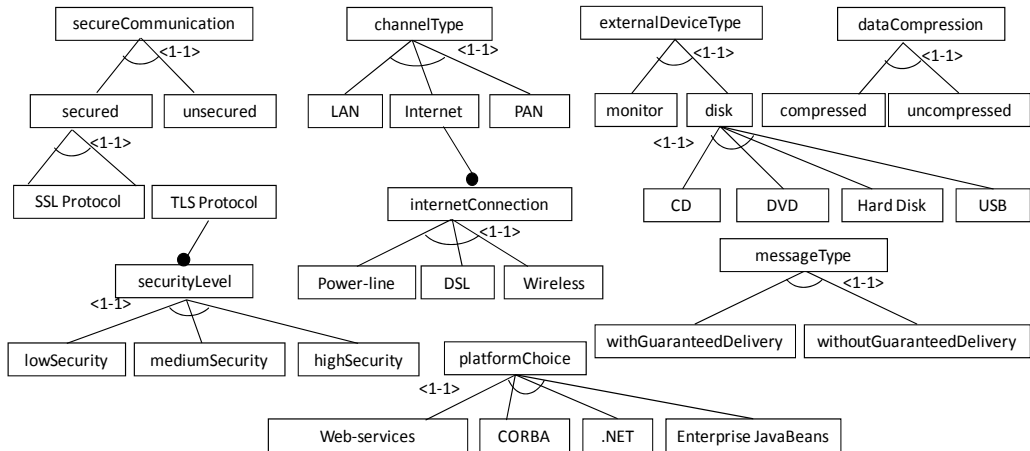 secureCommunication
channelType
externalDeviceType
dataCompression
<1-1>
<1-1>
<1-1>
<1-1>
secured
unsecured
LAN
Internet
PAN
monitor
disk
compressed
uncompressed
<1-1>
<1-1>
SSL Protocol
TLS Protocol
internetConnection
CD
DVD
Hard Disk
USB
<1-1>
securityLevel
<1-1>
Power-line
DSL
Wireless
messageType
<1-1>
lowSecurity
mediumSecurity
highSecurity
platformChoice
withGuaranteedDelivery
withoutGuaranteedDelivery
<1-1>
Web-services
CORBA
.NET
Enterprise JavaBeans